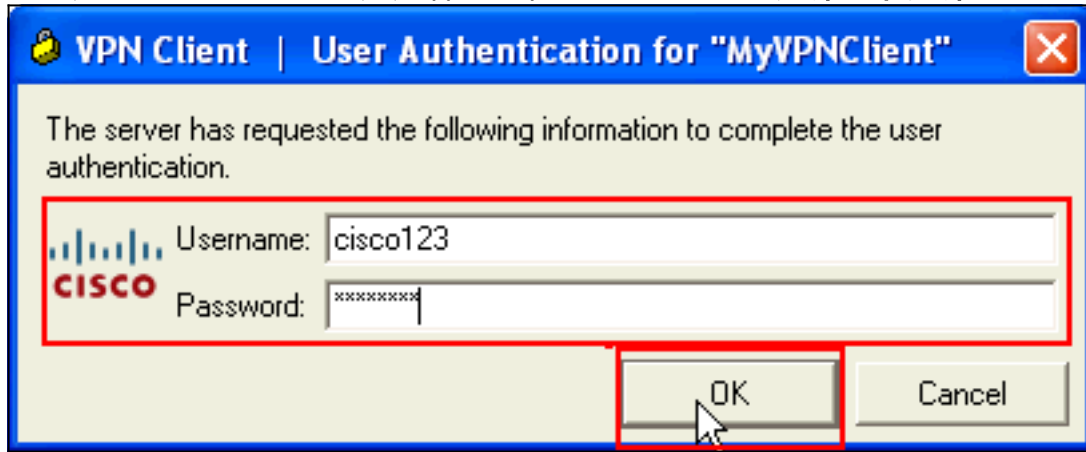 VPN Client | User Authentication for "MyVPNClient"
The server has requested the following information to complete the user
authentication.
CISCO
Username: cisco123
Password: ********
OK
Cancel